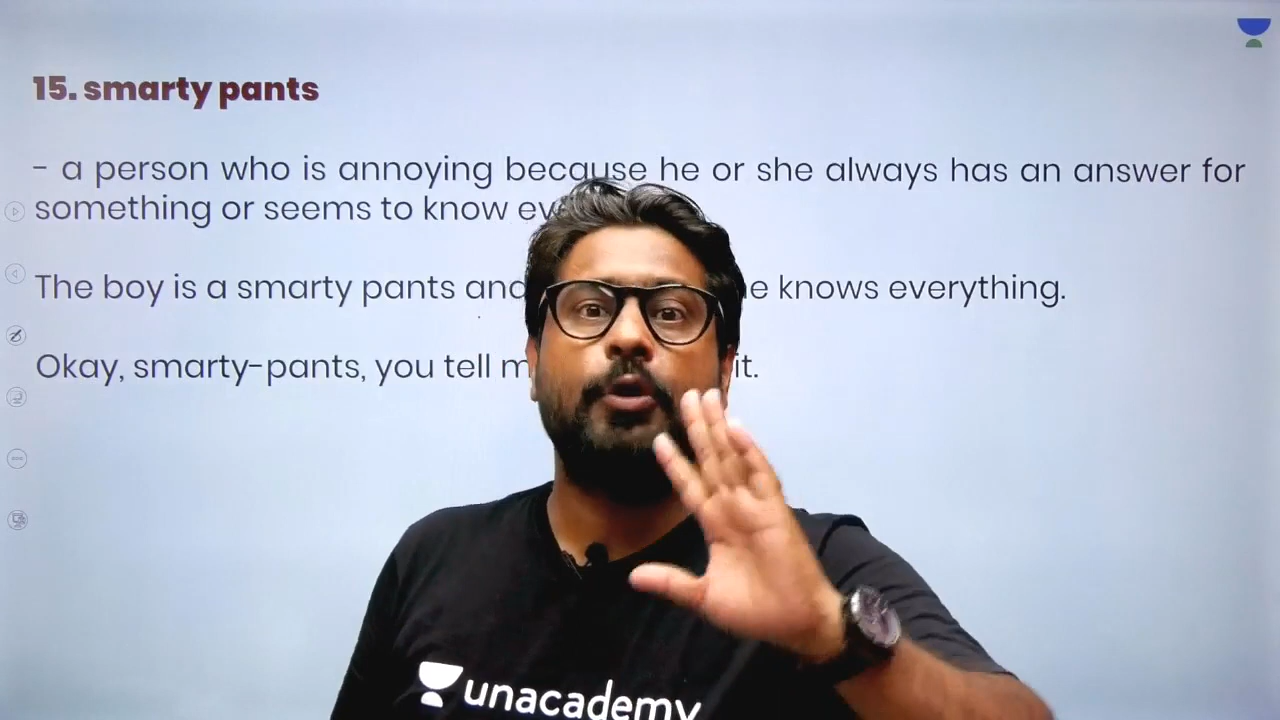 15. smarty pants
- a person who is annoying because he or she always has an answer for
something or seems to know
The boy is a smarty pants and knows everything.
Okay, smarty-pants, you tell it.
unacademy